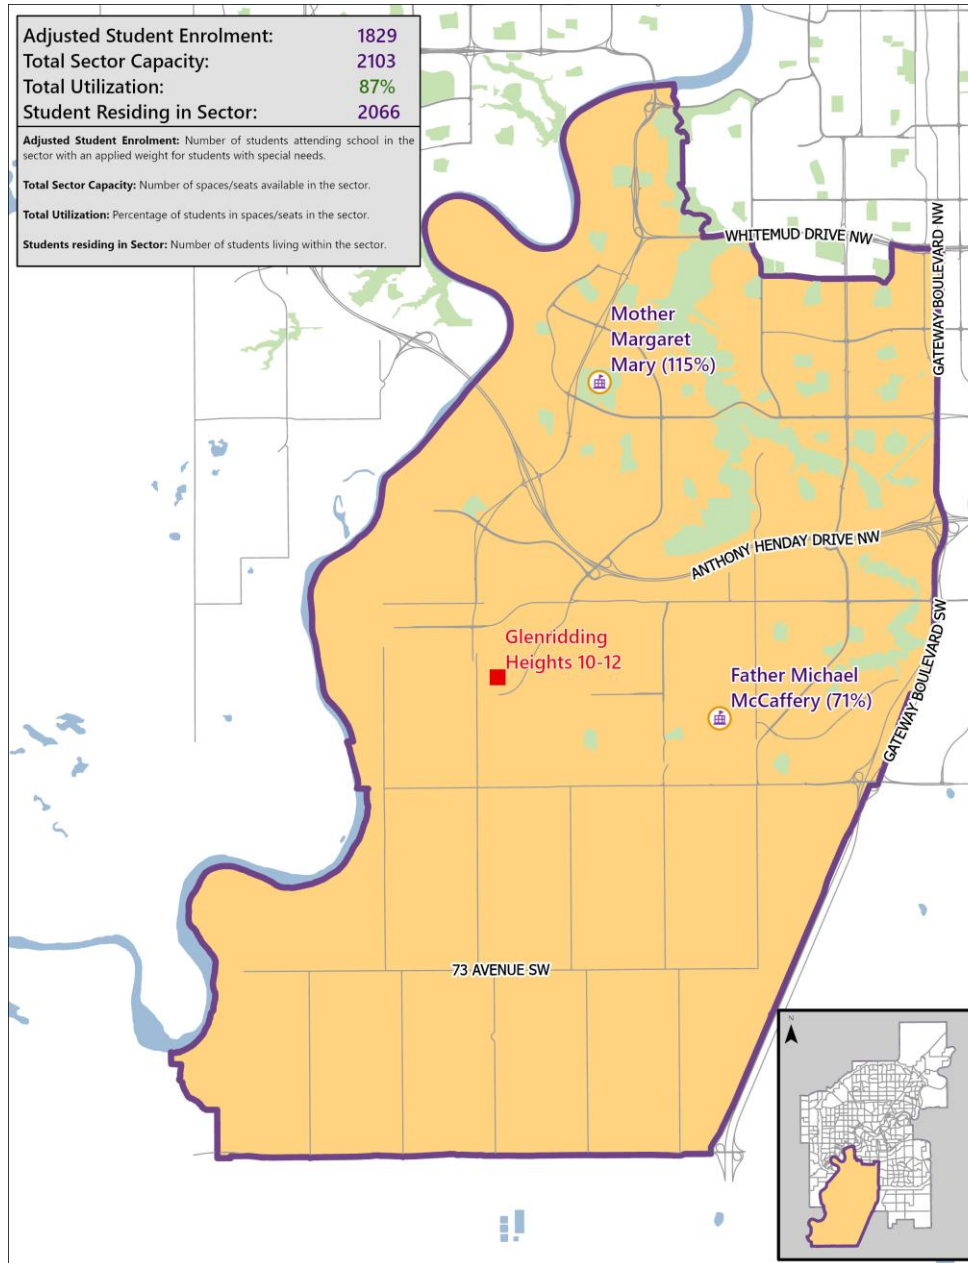 Adjusted Student Enrolment: 1829
Total Sector Capacity: 2103
Total Utilization: 87%
Student Residing in Sector: 2066
Adjusted Student Enrolment: Number of students attending school in the
sector with an applied weight for students with special needs.
Total Sector Capacity: Number of spaces/seats available in the sector.
Total Utilization: Percentage of students in spaces/seats in the sector.
Students residing in Sector: Number of students living within the sector.
WHITEMUD DRIVE NW
GATEWAY BOULEVARD NW
Mother
Margaret
Mary (115%)
ANTHONY HENDAY DRIVE NW
Glenridding
Heights 10-12
Father Michael
McCaffery (71%)
GATEWAY BOULEVARD SW
73 AVENUE SW
N